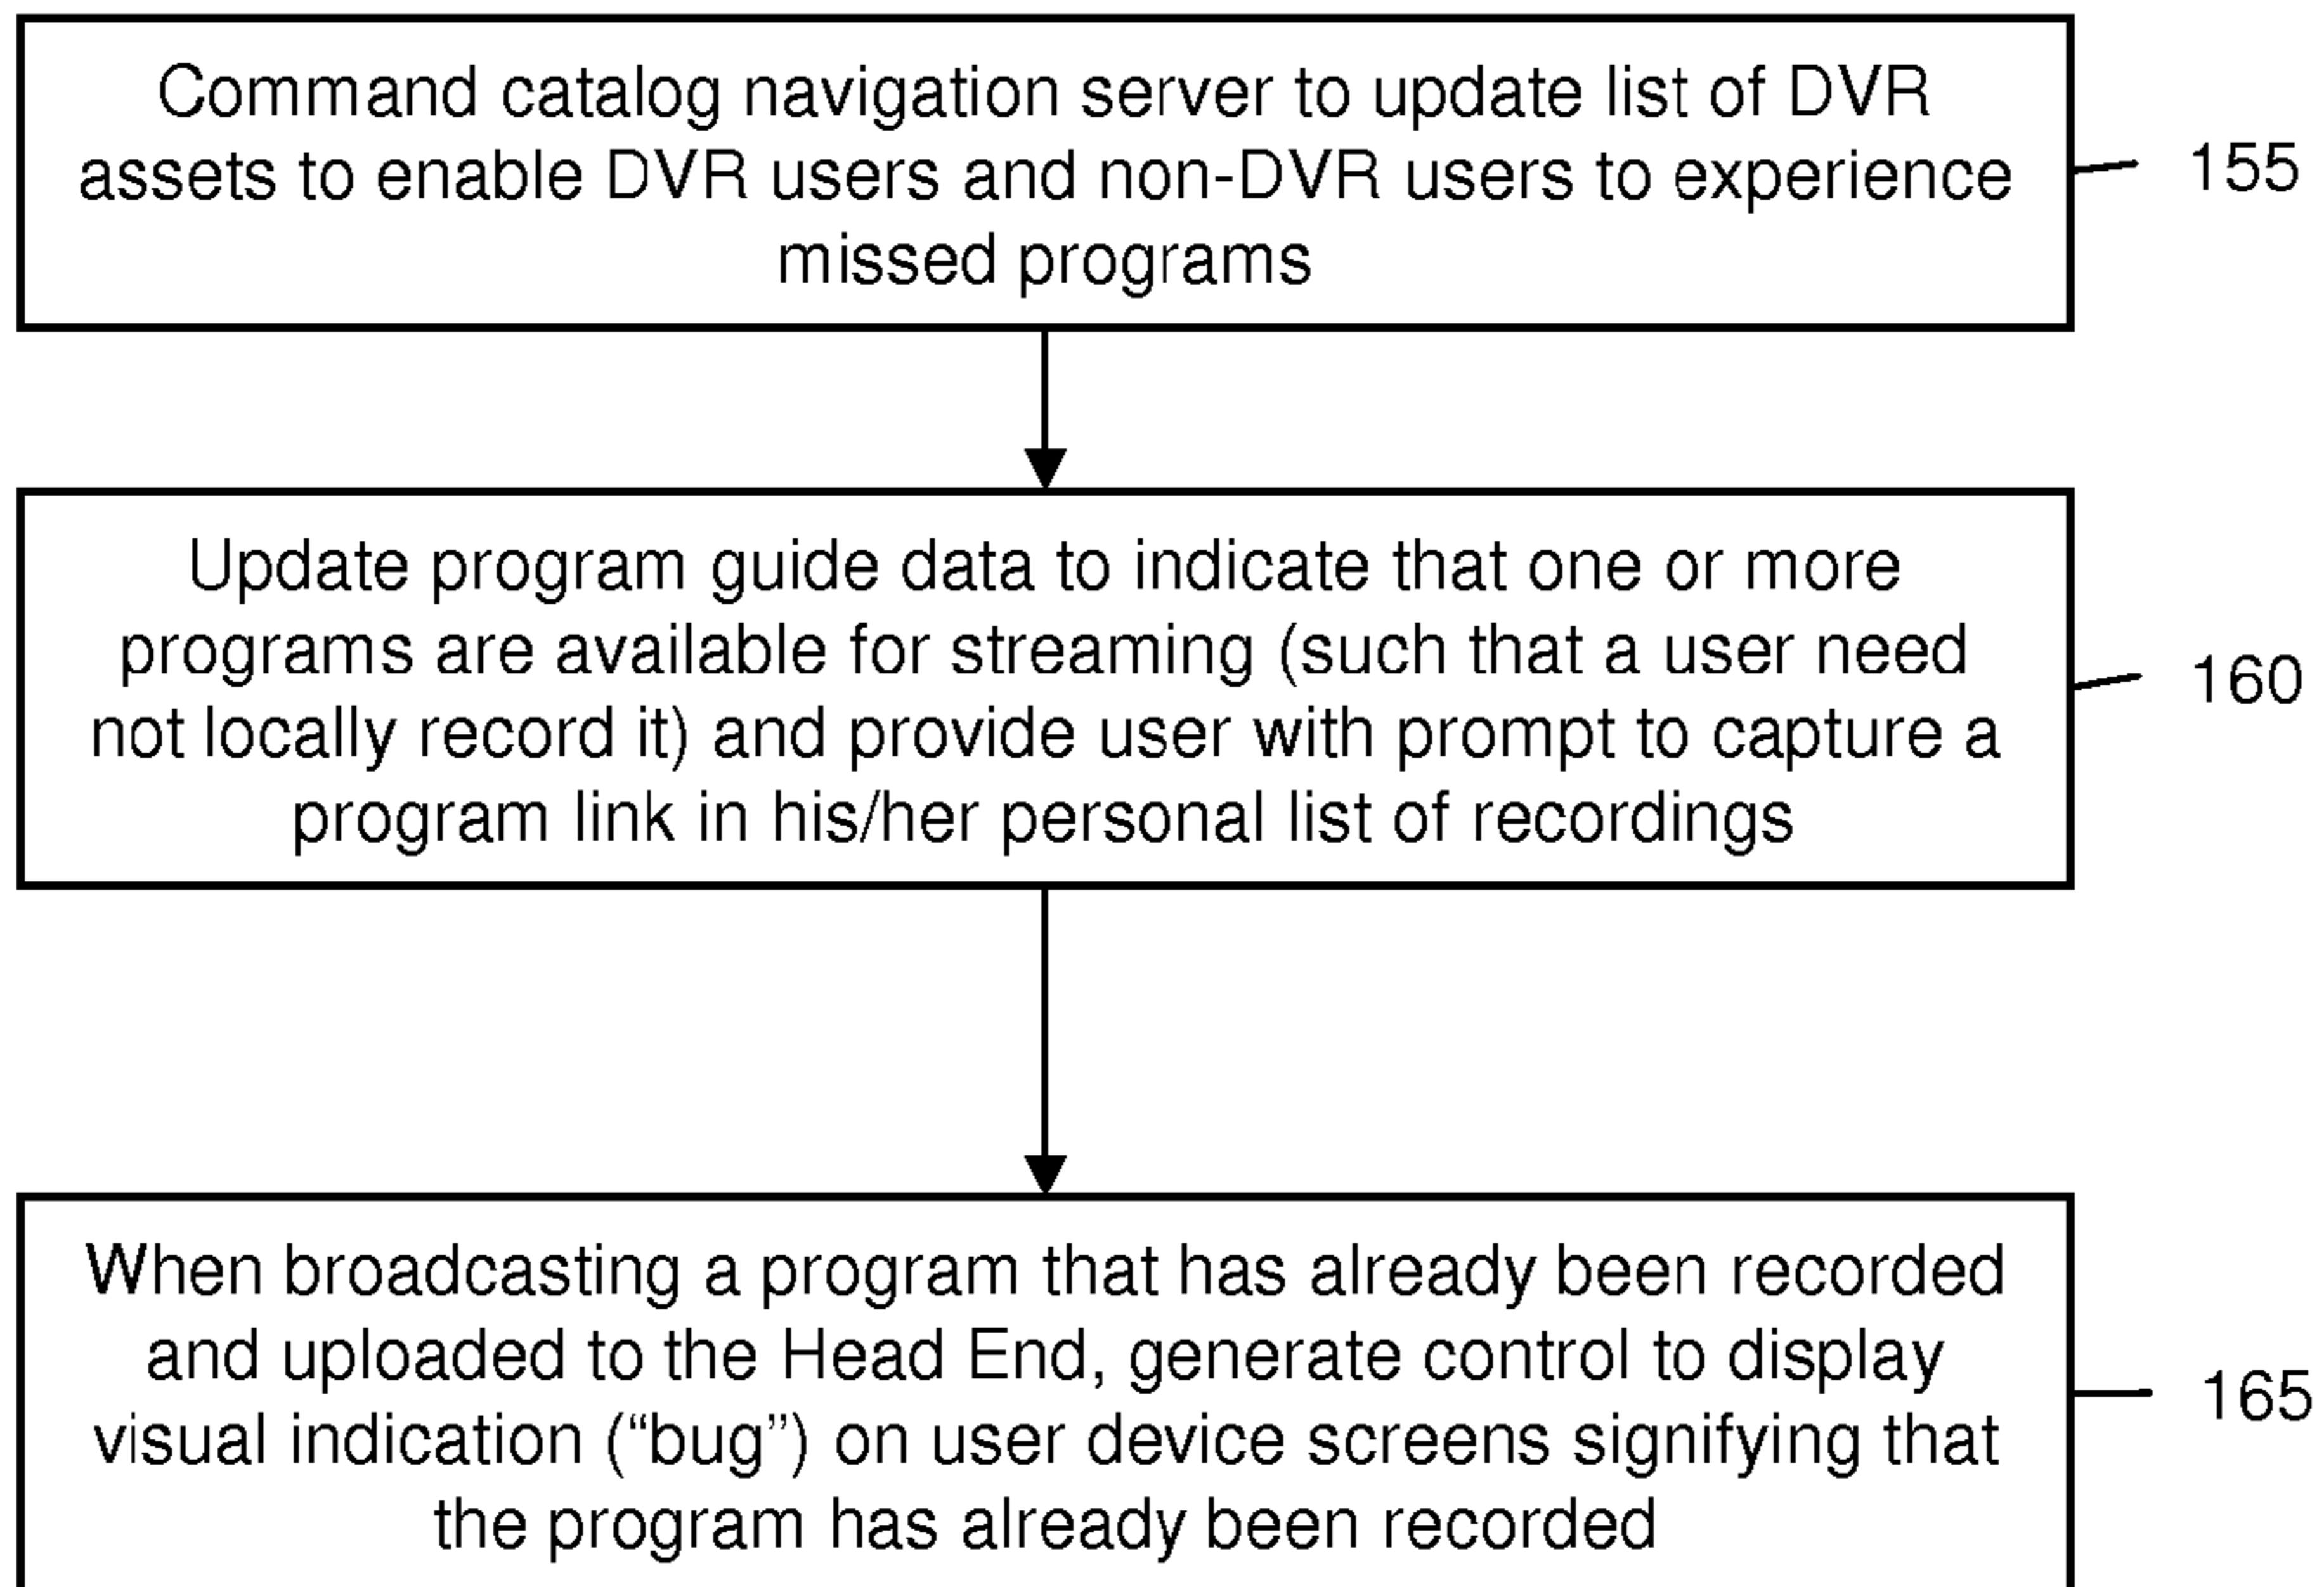 Command catalog navigation server to update list of DVR
assets to enable DVR users and non-DVR users to experience
missed programs
155
Update program guide data to indicate that one or more
programs are available for streaming (such that a user need
not locally record it) and provide user with prompt to capture a
program link in his/her personal list of recordings
160
When broadcasting a program that has already been recorded
and uploaded to the Head End, generate control to display
visual indication (“bug”) on user device screens signifying that
the program has already been recorded
165